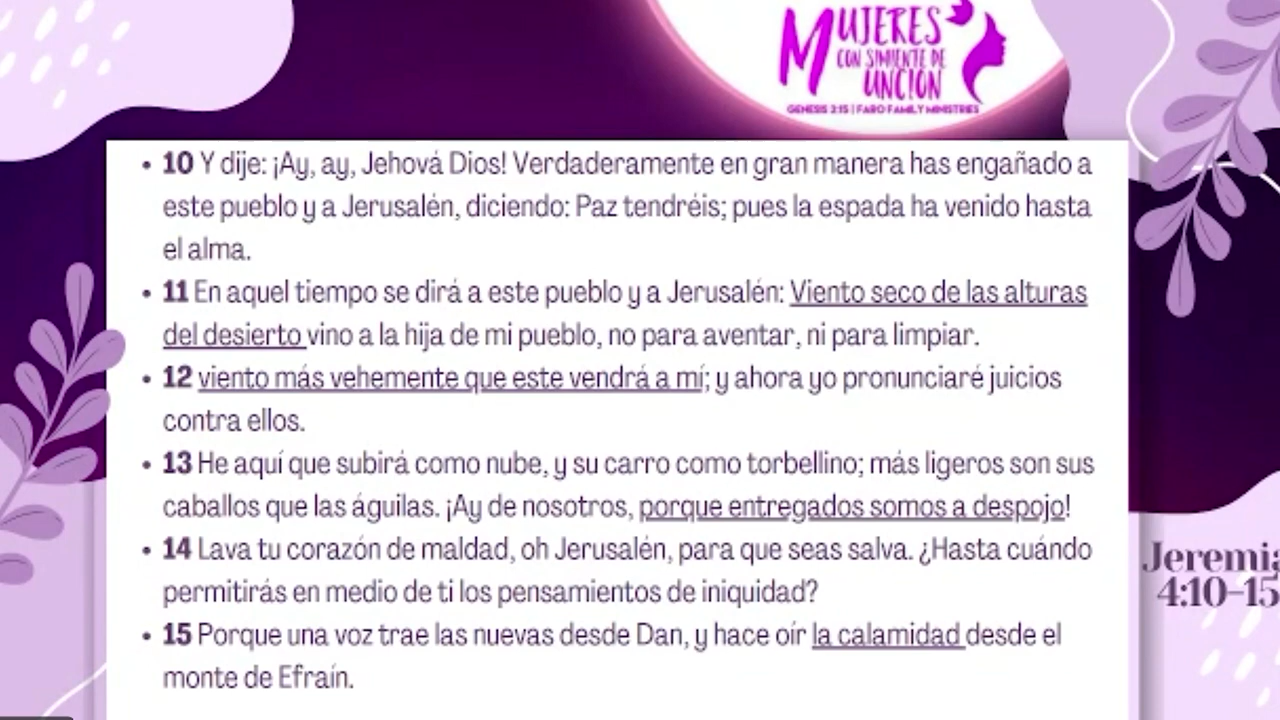 MUJERES
CON SIMIENTE DE
UNCION
GENESIS 3:15 | FARO FAMILY MINISTRIES
• 10 Y dije: ¡Ay, ay, Jehová Dios! Verdaderamente en gran manera has engañado a
este pueblo y a Jerusalén, diciendo: Paz tendréis; pues la espada ha venido hasta
el alma.
• 11 En aquel tiempo se dirá a este pueblo y a Jerusalén: Viento seco de las alturas
del desierto vino a la hija de mi pueblo, no para aventar, ni para limpiar.
• 12 viento más vehemente que este vendrá a mí; y ahora yo pronunciaré juicios
contra ellos.
• 13 He aquí que subirá como nube, y su carro como torbellino; más ligeros son sus
caballos que las águilas. ¡Ay de nosotros, porque entregados somos a despojo!
• 14 Lava tu corazón de maldad, oh Jerusalén, para que seas salva. ¿Hasta cuándo
permitirás en medio de ti los pensamientos de iniquidad?
• 15 Porque una voz trae las nuevas desde Dan, y hace oír la calamidad desde el
monte de Efraín.
Jeremia
4:10-15